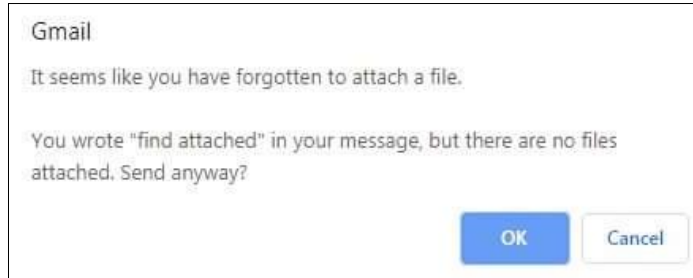 Gmail
It seems like you have forgotten to attach a file.
You wrote "find attached" in your message, but there are no files
attached. Send anyway?
OK
Cancel